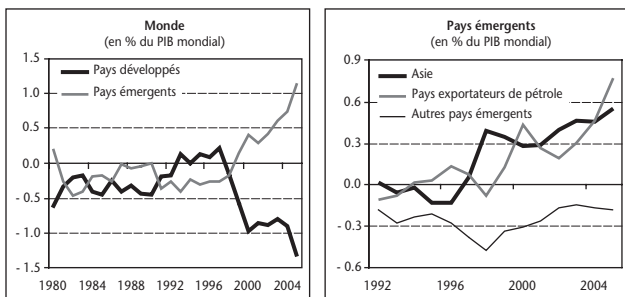 Monde
(en % du PIB mondial)
1.5
1.0
0.5
0.0
- 0.5
- 1.0
- 1.5
Pays développés
Pays émergents
1980 1984 1988 1992 1996 2000 2004
Pays émergents
(en % du PIB mondial)
0.9
0.6
0.3
0.0
- 0.3
0.6
Asie
Pays exportateurs de pétrole
Autres pays émergents
1992 1996 2000 2004